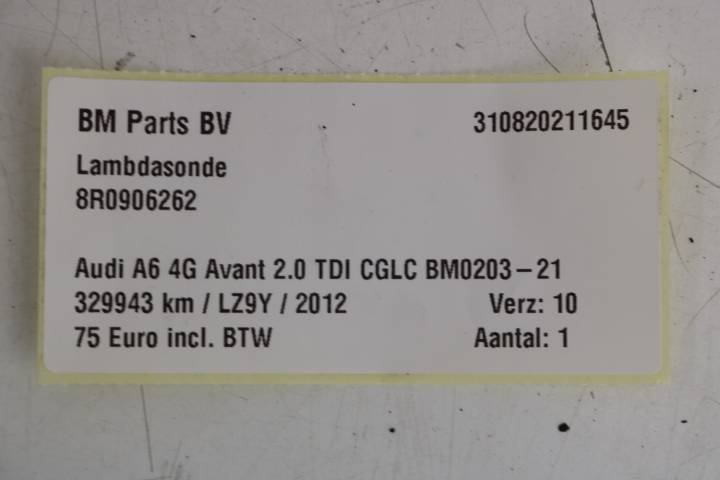 BM Parts BV 310820211645
Lambdasonde
8R0906262
Audi A6 4G Avant 2.0 TDI CGLC BM0203-21
329943 km / LZ9Y / 2012 Verz: 10
75 Euro incl. BTW Aantal: 1